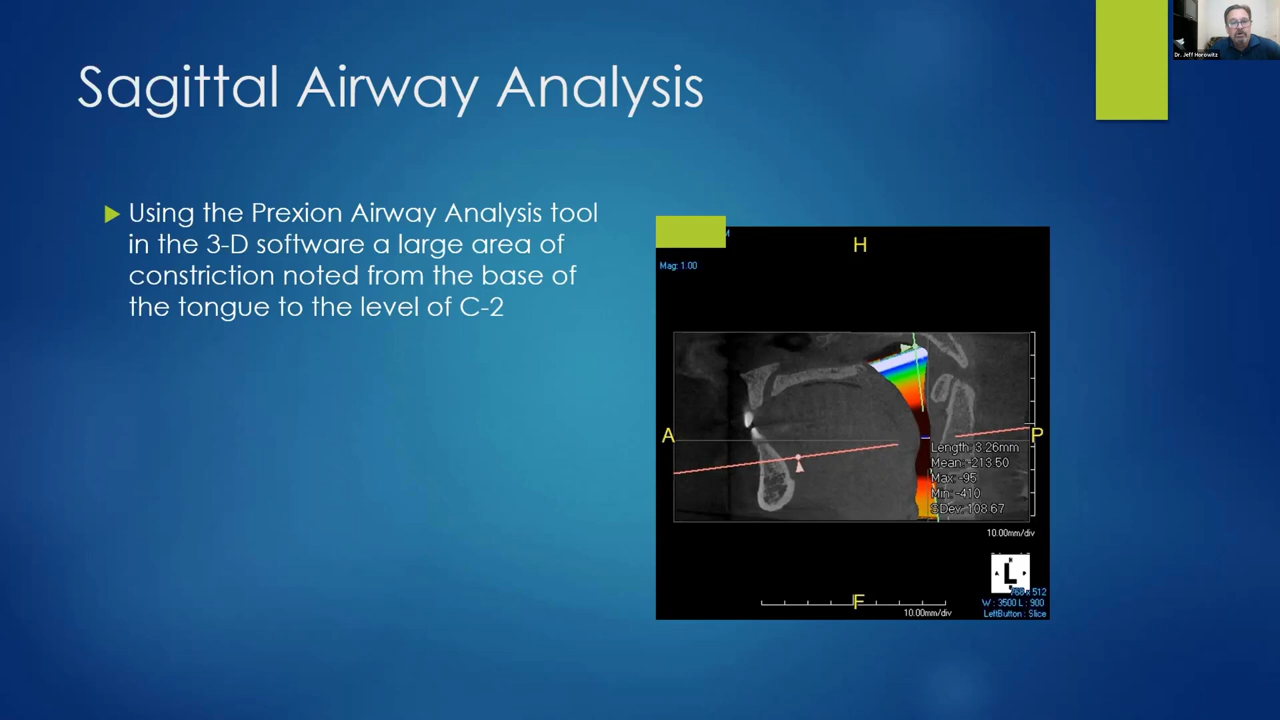 Dr. Jeff Horowitz
Sagittal Airway Analysis
Using the Prexion Airway Analysis tool
in the 3-D software a large area of
constriction noted from the base of
the tongue to the level of C-2
H
Mag: 1.00
A
P
Length: 3.26mm
Mean: -213.50
Max: -95
Min: -410
SDev: 108.67
10.00mm/div
L
768 x 512
W : 3500 L : 900
LeftButton : Slice
F
10.00mm/div